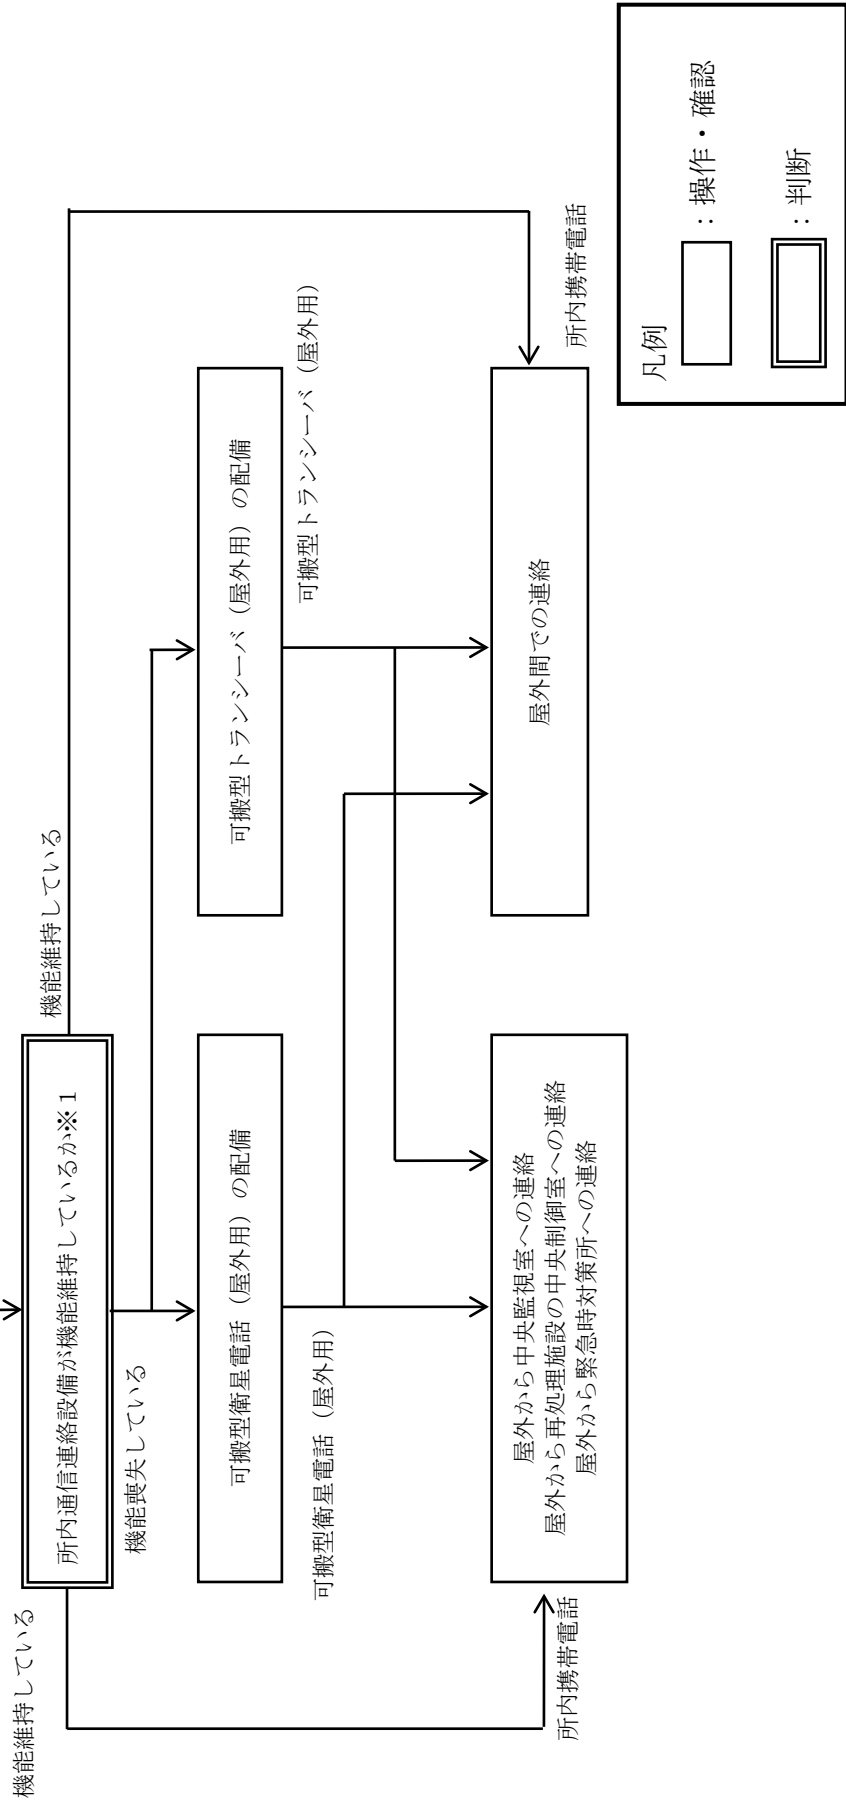 機能維持している
所内通信連絡設備が機能維持しているか※1
機能維持している
機能喪失している
可搬型衛星電話（屋外用）の配備
可搬型トランシーバ（屋外用）の配備
可搬型衛星電話（屋外用）
可搬型トランシーバ（屋外用）
屋外から中央監視室への連絡
屋外から再処理施設の中央制御室への連絡
屋外から緊急時対策所への連絡
屋外間での連絡
所内携帯電話
所内携帯電話
凡例
：操作・確認
：判断